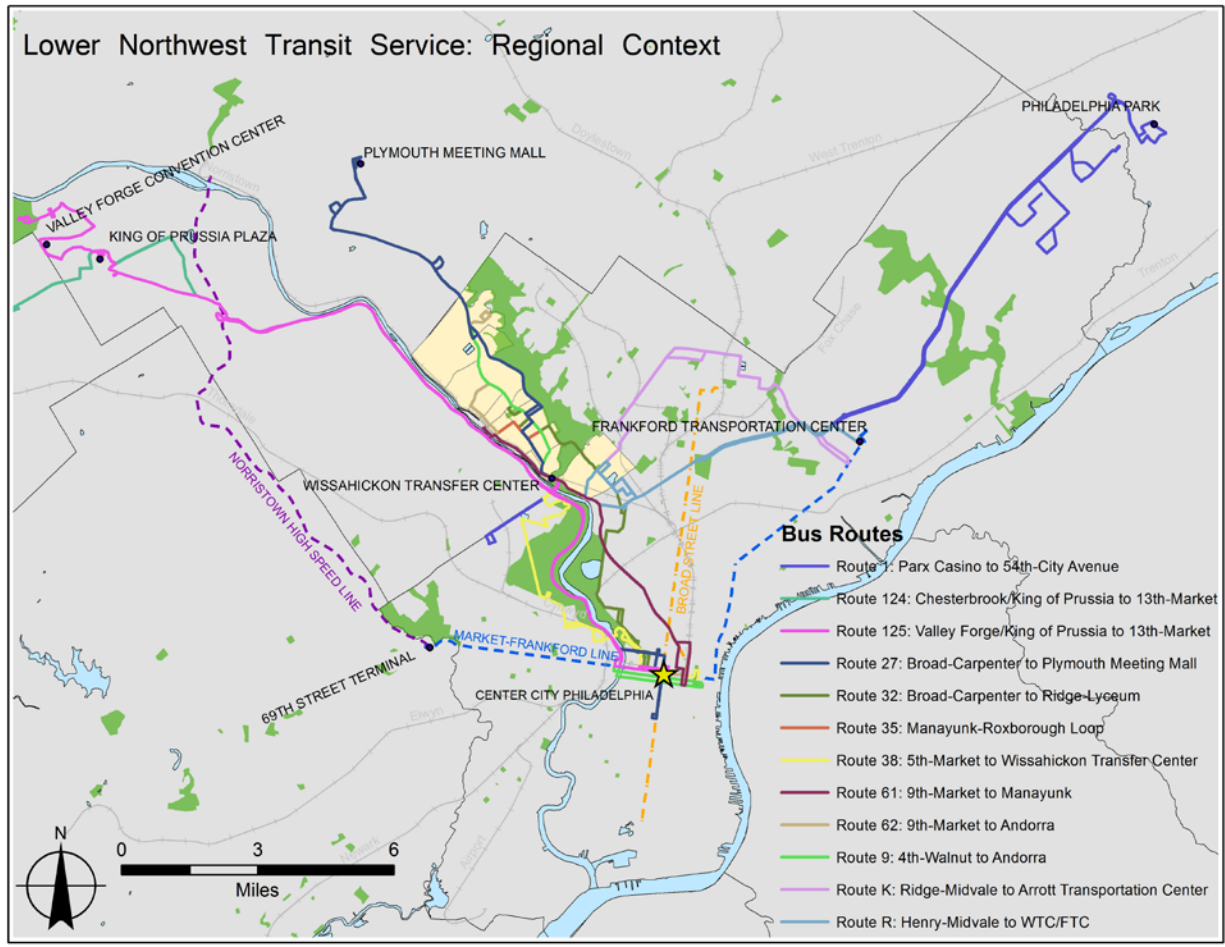 Lower Northwest Transit Service: Regional Context
PHILADELPHIA PARK
Doylestown
West Trenton
PLYMOUTH MEETING MALL
VALLEY FORGE CONVENTION CENTER
Norristown
KING OF PRUSSIA PLAZA
Trenton
Fox Chase
Thorndale
FRANKFORD TRANSPORTATION CENTER
WISSAHICKON TRANSFER CENTER
NORRISTOWN HIGH SPEED LINE
BROAD STREET LINE
Cynwyd
MARKET-FRANKFORD LINE
69TH STREET TERMINAL
CENTER CITY PHILADELPHIA
Elwyn
Newark
Airport
Bus Routes
Route 1: Parx Casino to 54th-City Avenue
Route 124: Chesterbrook/King of Prussia to 13th-Market
Route 125: Valley Forge/King of Prussia to 13th-Market
Route 27: Broad-Carpenter to Plymouth Meeting Mall
Route 32: Broad-Carpenter to Ridge-Lyceum
Route 35: Manayunk-Roxborough Loop
Route 38: 5th-Market to Wissahickon Transfer Center
Route 61: 9th-Market to Manayunk
Route 62: 9th-Market to Andorra
Route 9: 4th-Walnut to Andorra
Route K: Ridge-Midvale to Arrott Transportation Center
Route R: Henry-Midvale to WTC/FTC
N
0 3 6
Miles